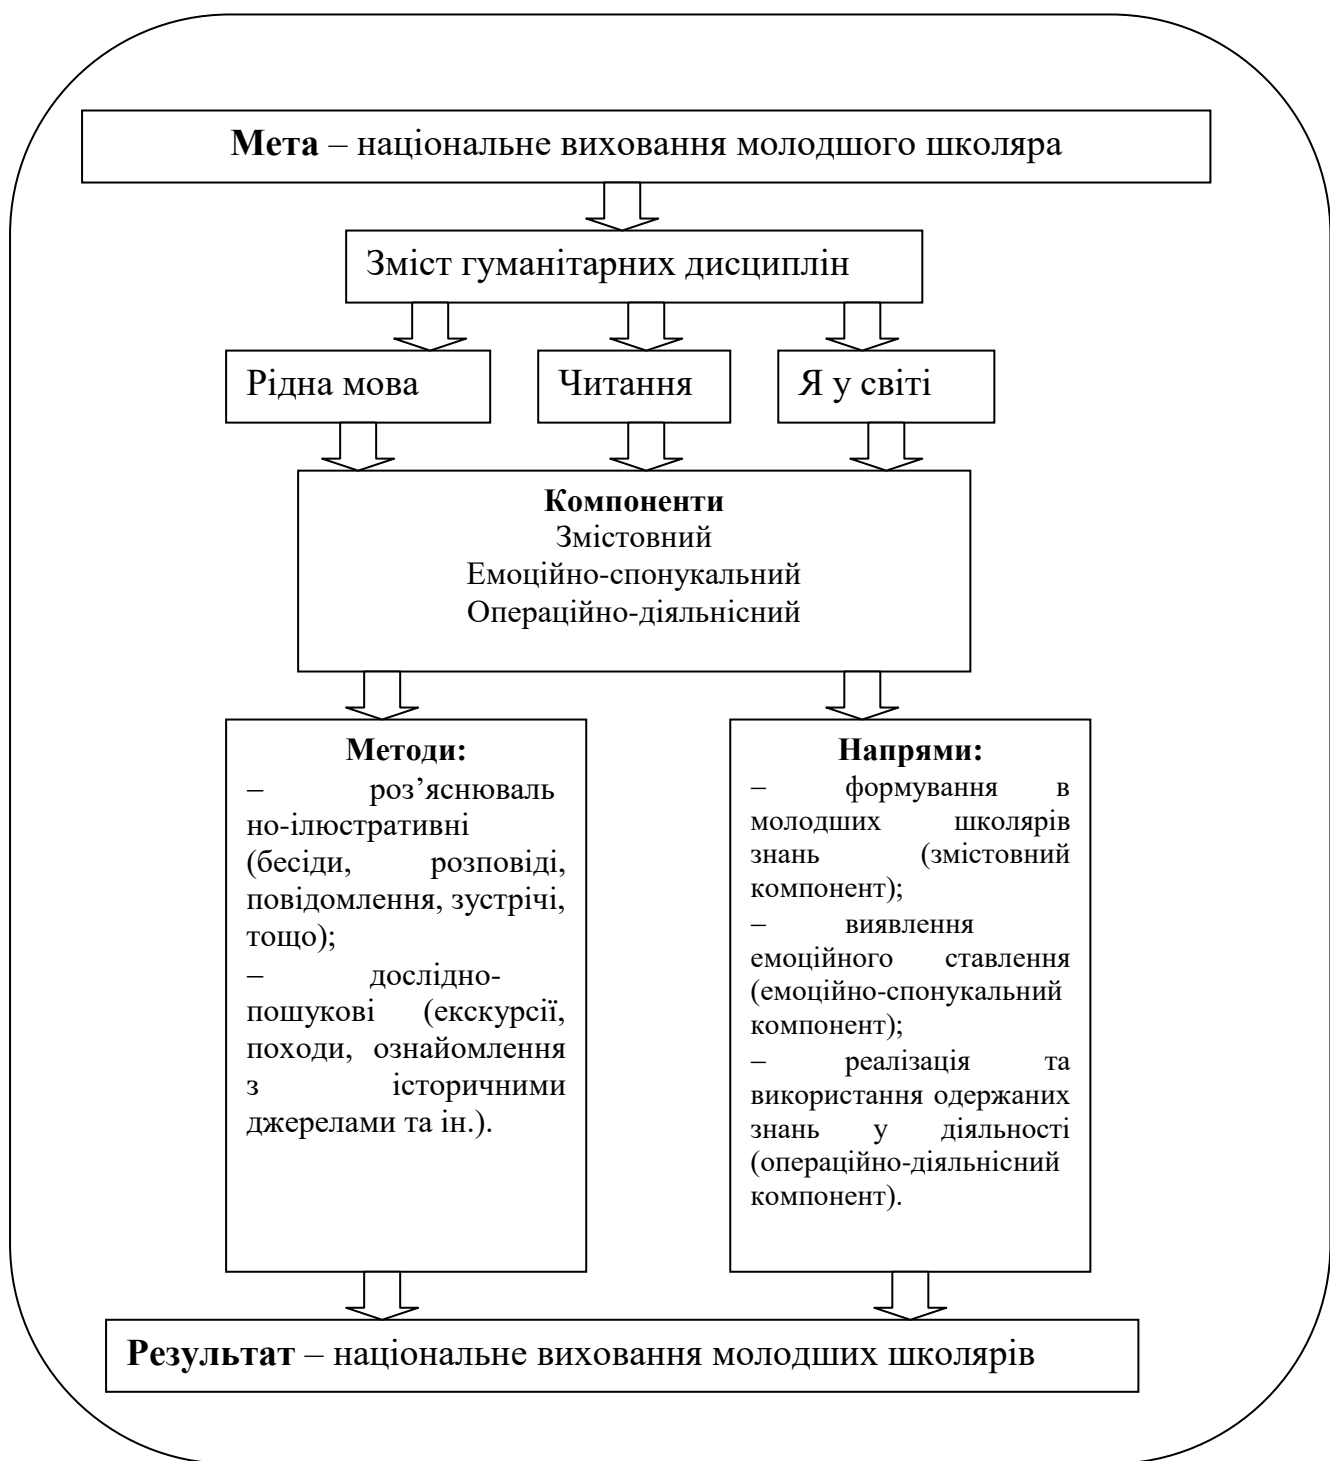 Мета – національне виховання молодшого школяра
Зміст гуманітарних дисциплін
Рідна мова
Читання
Я у світі
Компоненти
Змістовний
Емоційно-спонукальний
Операційно-діяльнісний
Методи:
– роз’яснюваль
но-ілюстративні
(бесіди, розповіді,
повідомлення, зустрічі,
тощо);
– дослідно-
пошукові (екскурсії,
походи, ознайомлення
з історичними
джерелами та ін.).
Напрями:
– формування в
молодших школярів
знань (змістовний
компонент);
– виявлення
емоційного ставлення
(емоційно-спонукальний
компонент);
– реалізація та
використання одержаних
знань у діяльності
(операційно-діяльнісний
компонент).
Результат – національне виховання молодших школярів